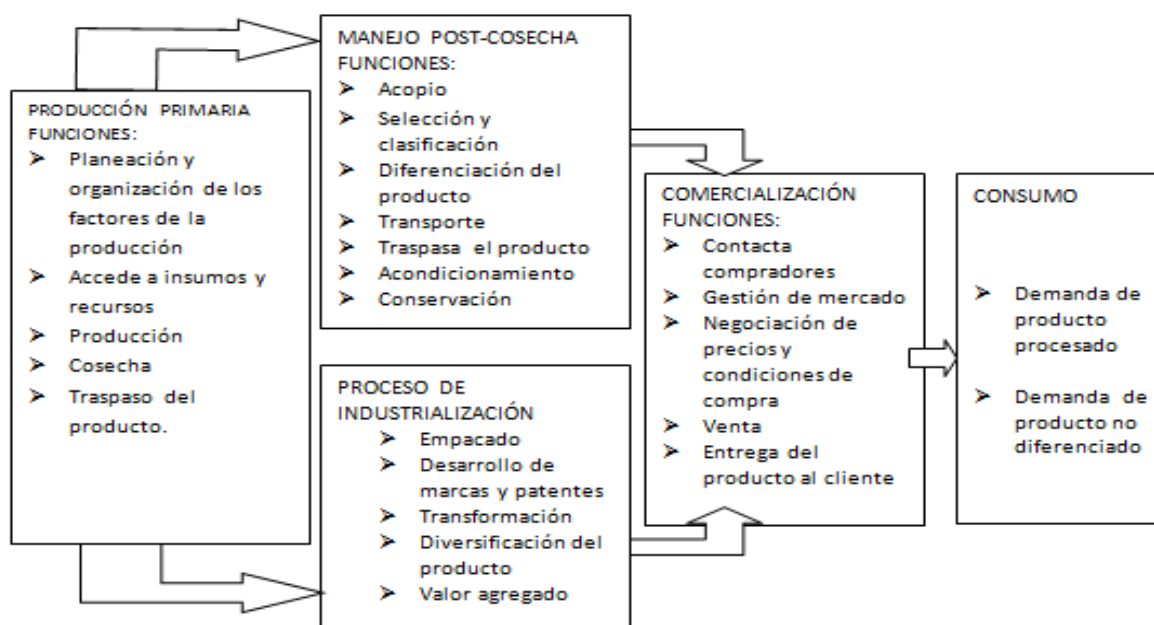 PRODUCCIÓN PRIMARIA
FUNCIONES:
➤ Planeación y
organización de los
factores de la
producción
➤ Accede a insumos y
recursos
➤ Producción
➤ Cosecha
➤ Traspaso del
producto.
MANEJO POST-COSECHA
FUNCIONES:
➤ Acopio
➤ Selección y
clasificación
➤ Diferenciación del
producto
➤ Transporte
➤ Traspasa el producto
➤ Acondicionamiento
➤ Conservación
PROCESO DE
INDUSTRIALIZACIÓN
➤ Empacado
➤ Desarrollo de
marcas y patentes
➤ Transformación
➤ Diversificación del
producto
➤ Valor agregado
COMERCIALIZACIÓN
FUNCIONES:
➤ Contacta
compradores
➤ Gestión de mercado
➤ Negociación de
precios y
condiciones de
compra
➤ Venta
➤ Entrega del
producto al cliente
CONSUMO
➤ Demanda de
producto
procesado
➤ Demanda de
producto no
diferenciado